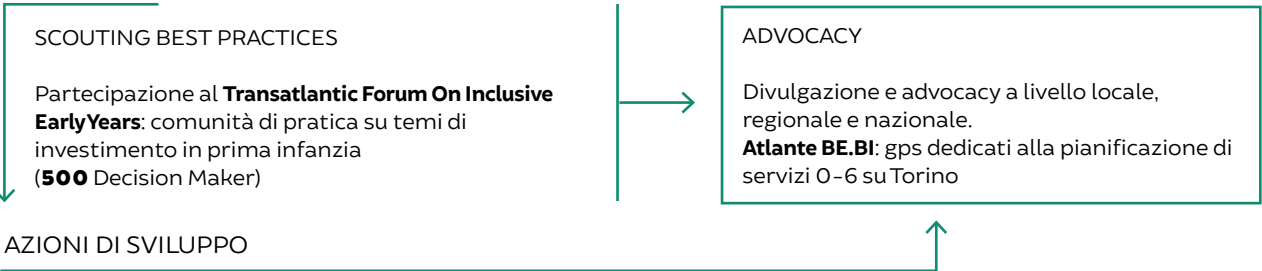 SCOUTING BEST PRACTICES
Partecipazione al Transatlantic Forum On Inclusive
EarlyYears: comunità di pratica su temi di
investimento in prima infanzia
(500 Decision Maker)
ADVOCACY
Divulgazione e advocacy a livello locale,
regionale e nazionale.
Atlante BE.BI: gps dedicati alla pianificazione di
servizi 0-6 su Torino
AZIONI DI SVILUPPO